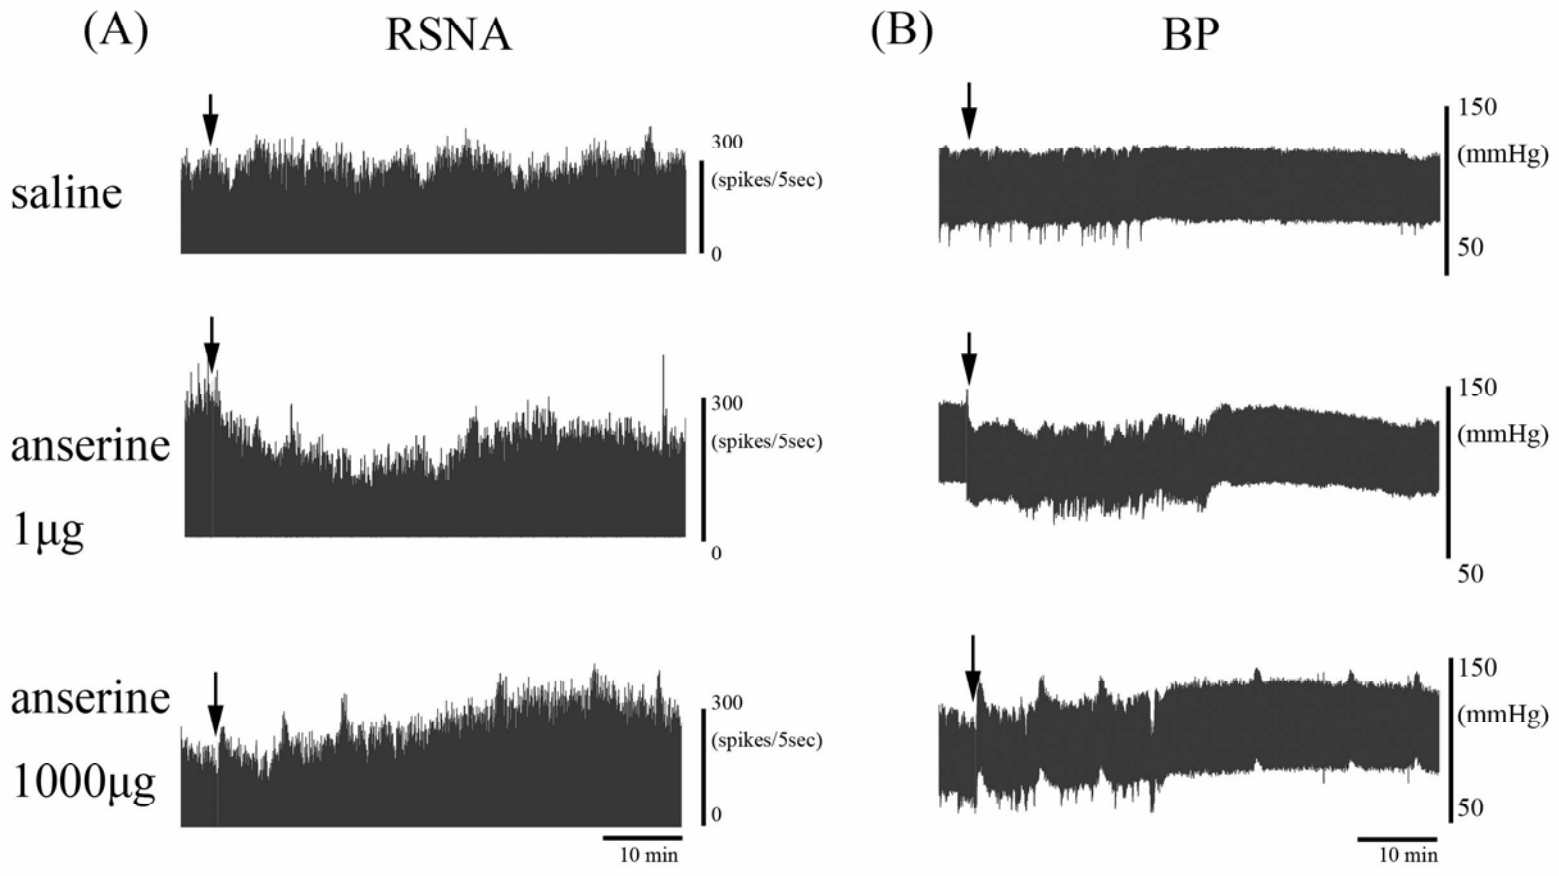 (A)
RSNA
(B)
BP
saline
300
(spikes/5sec)
0
150
(mmHg)
50
anserine
1μg
300
(spikes/5sec)
0
150
(mmHg)
50
anserine
1000μg
300
(spikes/5sec)
0
10 min
150
(mmHg)
50
10 min